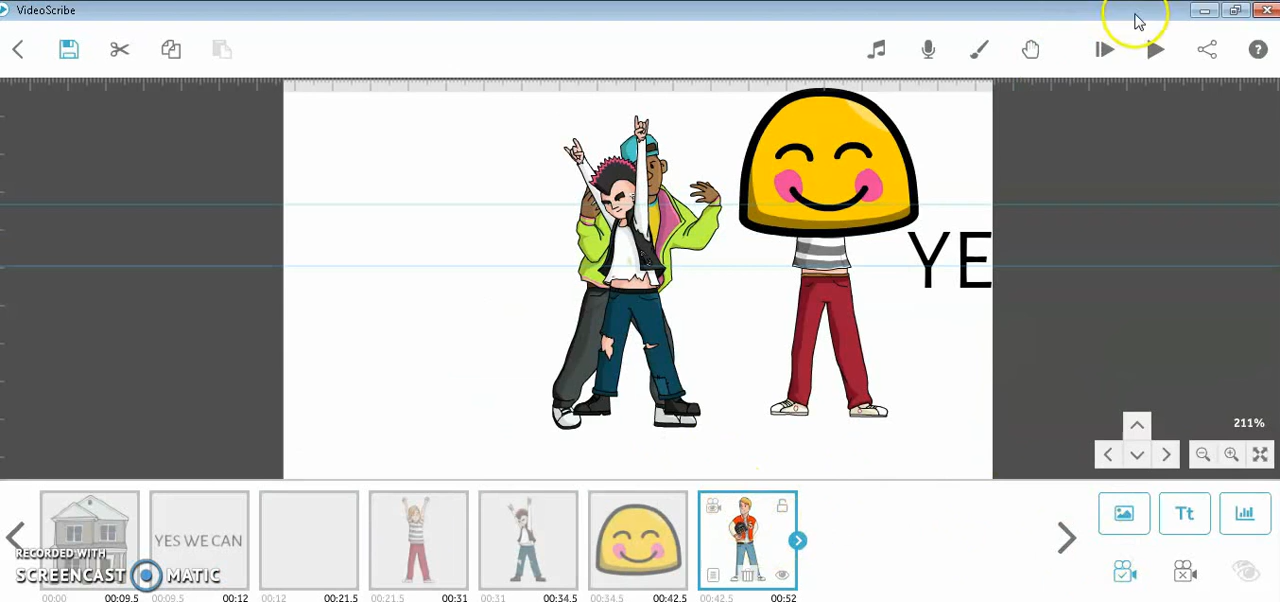 VideoScribe
YE
211%
YES WE CAN
Tt
RECORDED WITH
SCREENCAST MATIC
00:00 00:09.5 00:09.5 00:12 00:12 00:21.5 00:21.5 00:31 00:31 00:34.5 00:34.5 00:42.5 00:42.5 00:52